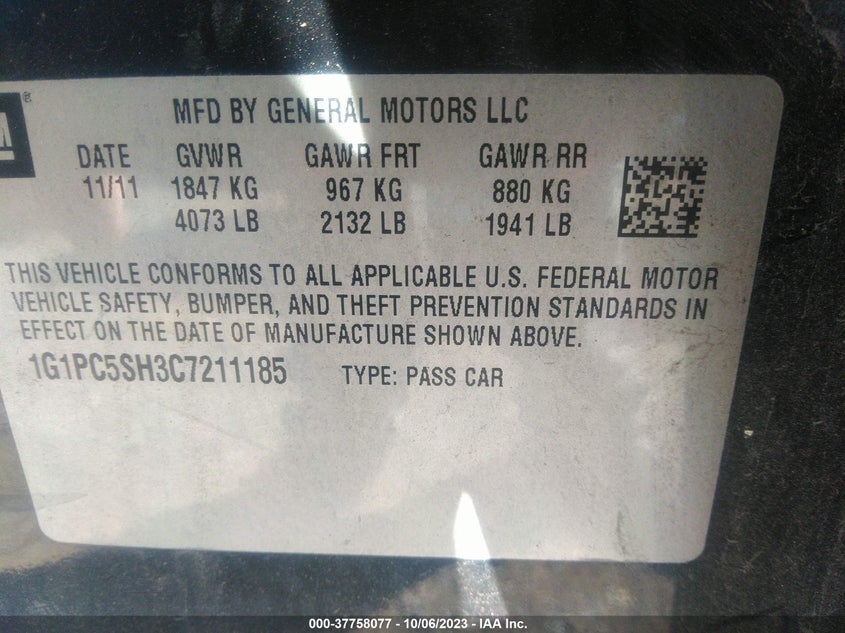 ®
MFD BY GENERAL MOTORS LLC
DATE GVWR GAWR FRT GAWR RR
11/11 1847 KG 967 KG 880 KG
4073 LB 2132 LB 1941 LB
THIS VEHICLE CONFORMS TO ALL APPLICABLE U.S. FEDERAL MOTOR
VEHICLE SAFETY, BUMPER, AND THEFT PREVENTION STANDARDS IN
EFFECT ON THE DATE OF MANUFACTURE SHOWN ABOVE.
1G1PC5SH3C7211185 TYPE: PASS CAR
000-37758077 - 10/06/2023 - IAA Inc.